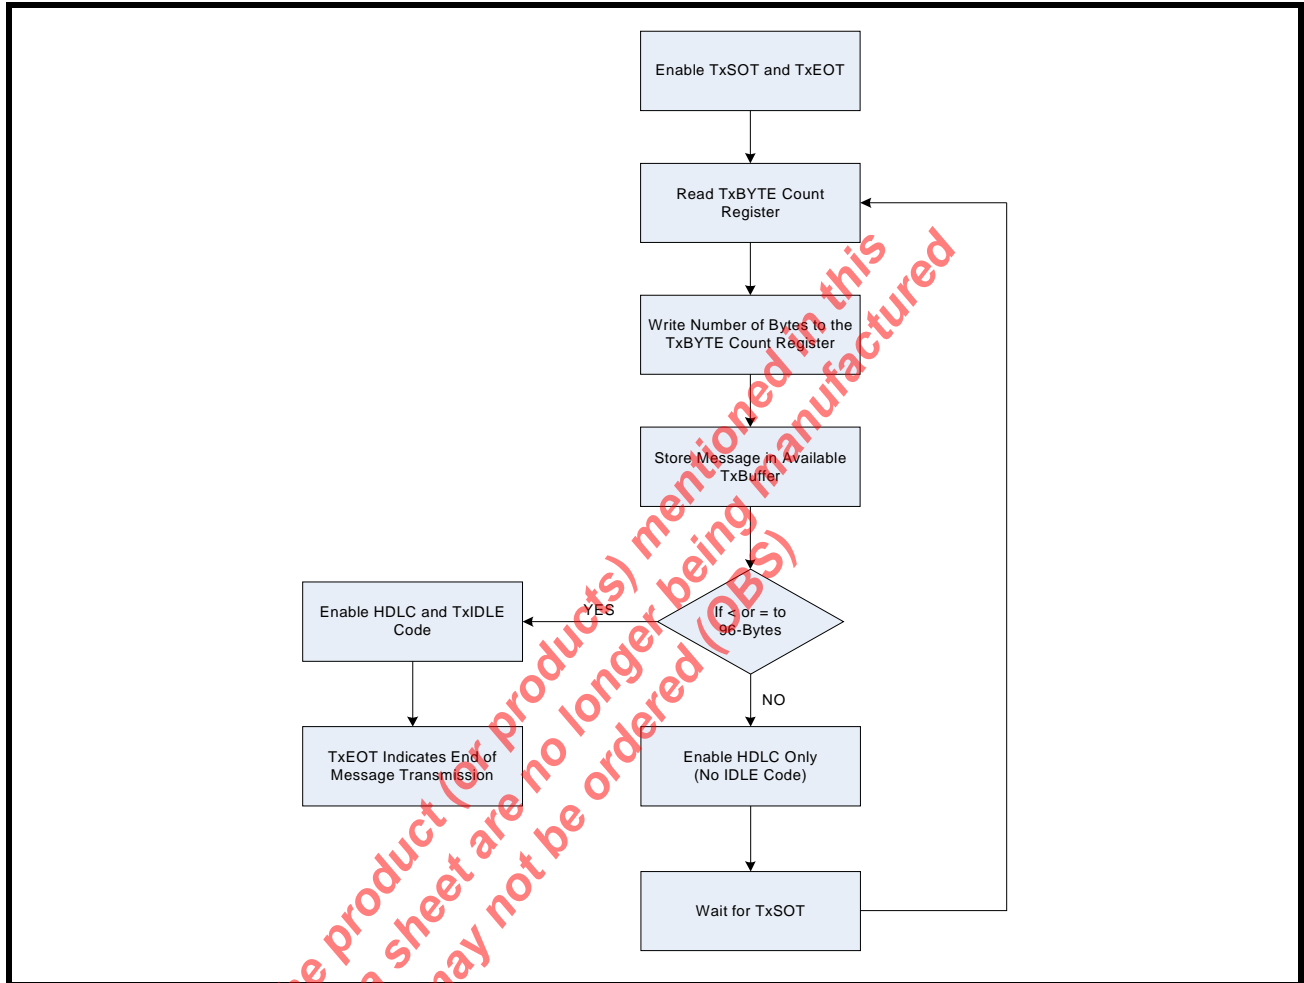 Enable TxSOT and TxEOT
Read TxBYTE Count
Register
Write Number of Bytes to the
TxBYTE Count Register
Store Message in Available
TxBuffer
If < or = to
96-Bytes
YES
Enable HDLC and TxIDLE
Code
TxEOT Indicates End of
Message Transmission
NO
Enable HDLC Only
(No IDLE Code)
Wait for TxSOT
product (or products) mentioned in this
sheet are no longer being manufactured
may not be ordered (OBS)